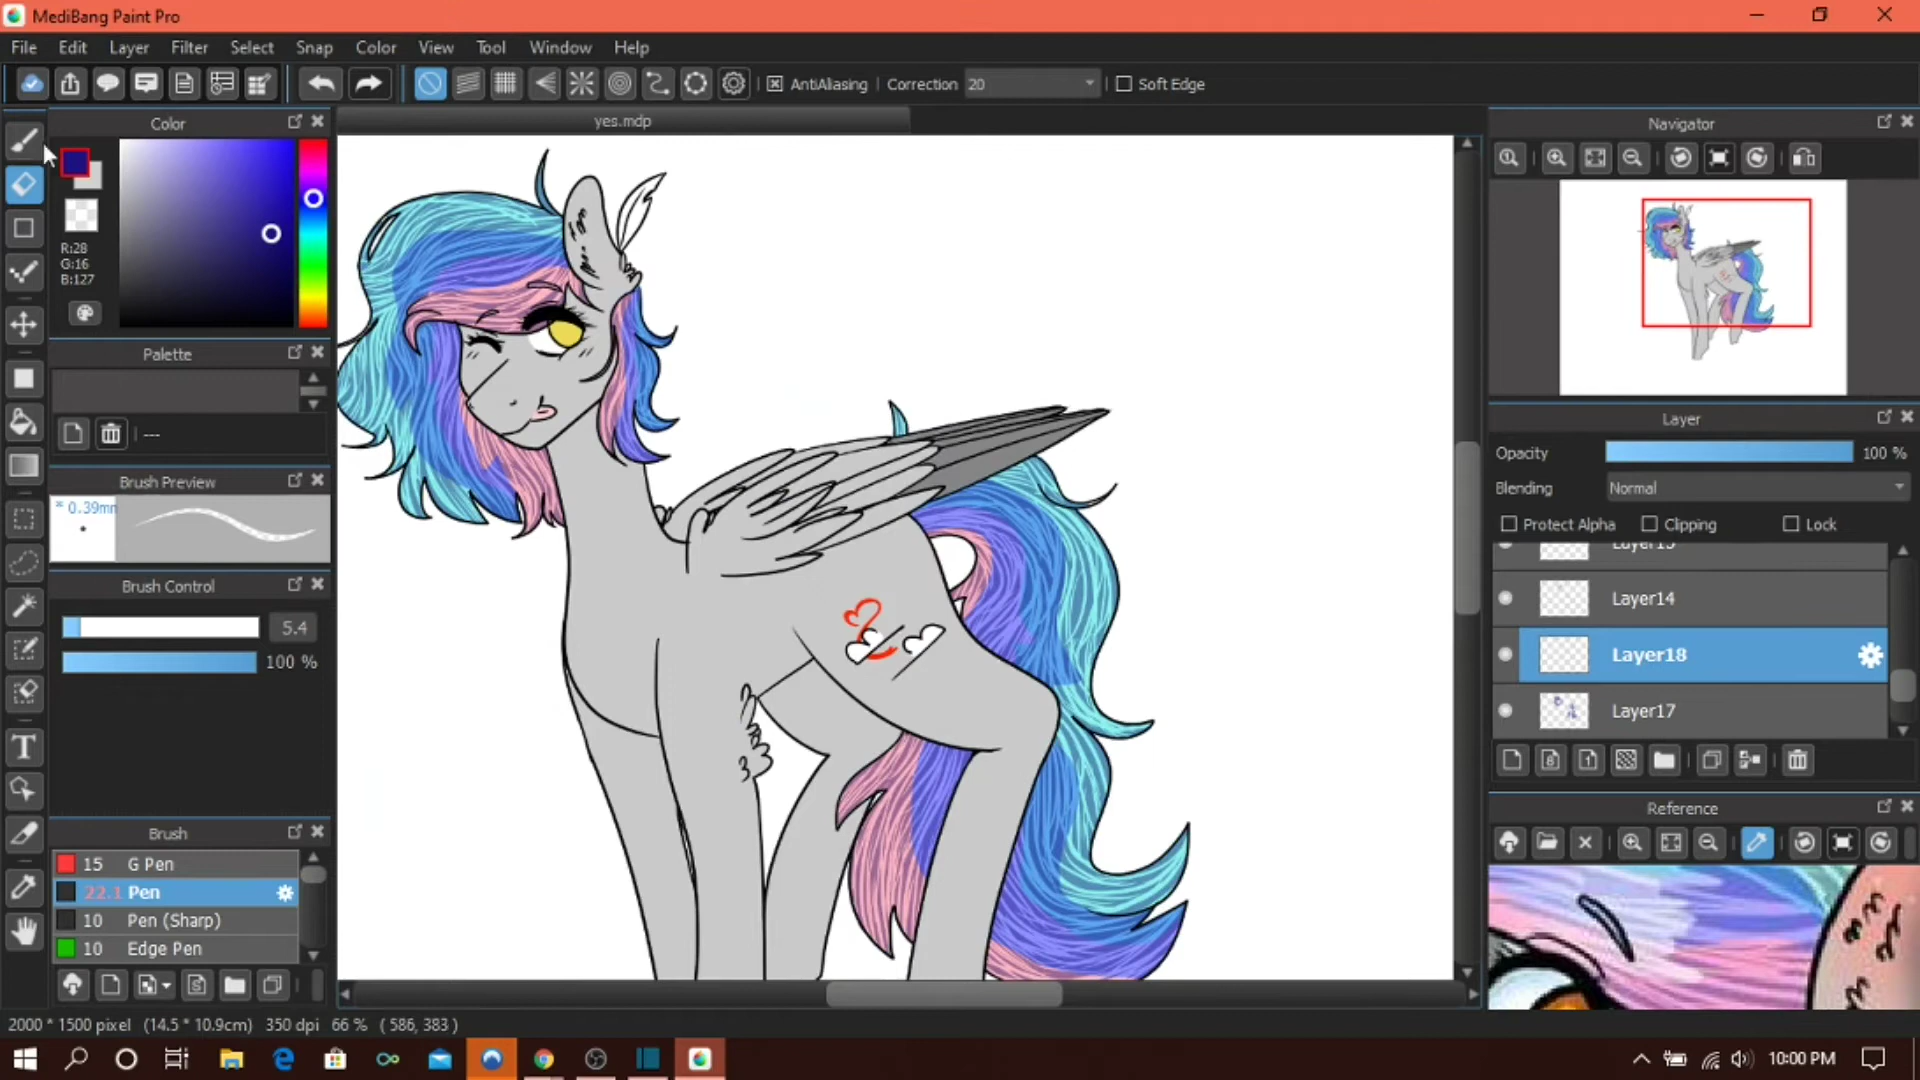 MediBang Paint Pro
File Edit Layer Filter Select Snap Color View Tool Window Help
AntiAliasing Correction 20 Soft Edge
Color
yes.mdp
Navigator
R:28
G:16
B:127
Palette
---
Brush Preview
* 0.39mm
Brush Control
5.4
100 %
Brush
15 G Pen
22.1 Pen
10 Pen (Sharp)
10 Edge Pen
Layer
Opacity 100 %
Blending Normal
Protect Alpha Clipping Lock
Layer14
Layer18
Layer17
Reference
2000 * 1500 pixel (14.5 * 10.9cm) 350 dpi 66 % ( 586, 383 )
10:00 PM